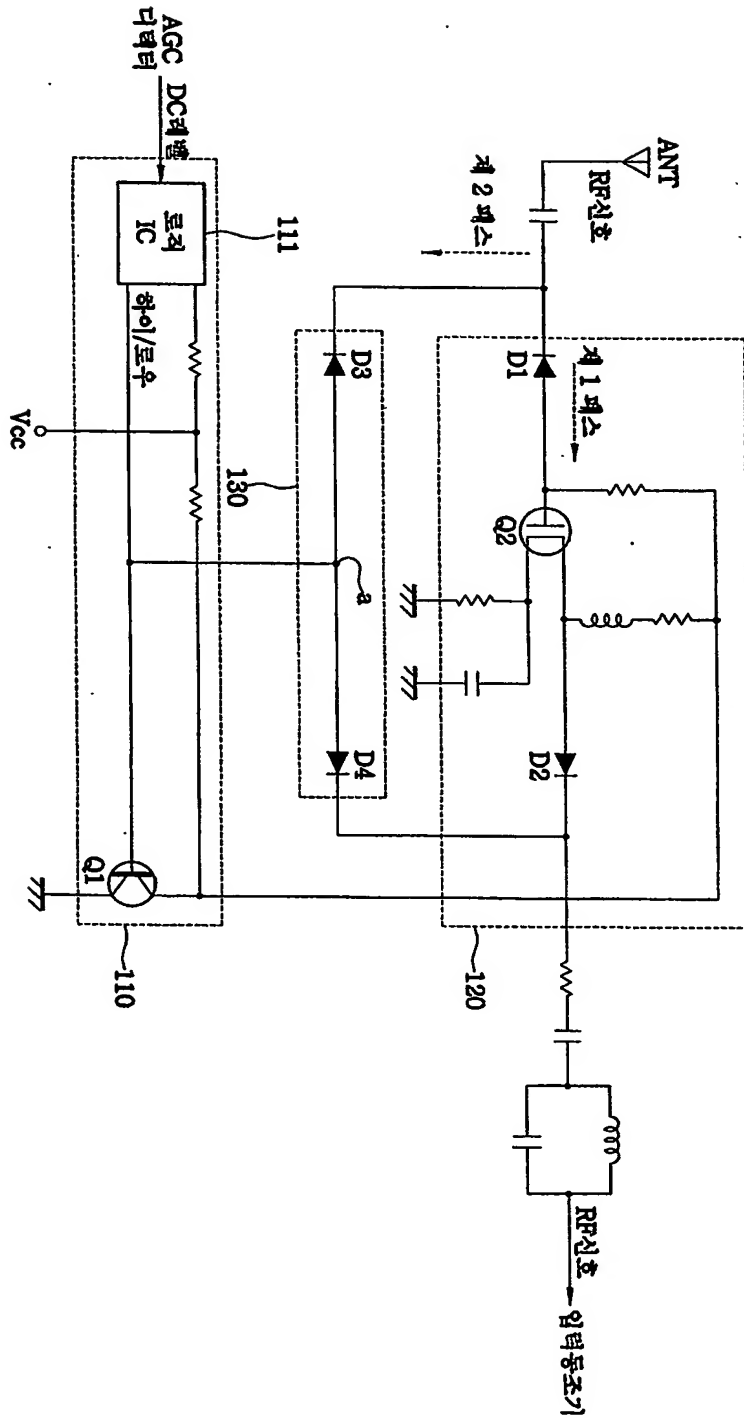 ANT
RF신호
제 2 패스
D1
제 1 패스
Q2
D2
120
RF신호
입력동조기
D3
a
D4
130
AGC
디텍터
DC레벨
로직
IC
111
하이/로우
Vcc
Q1
110